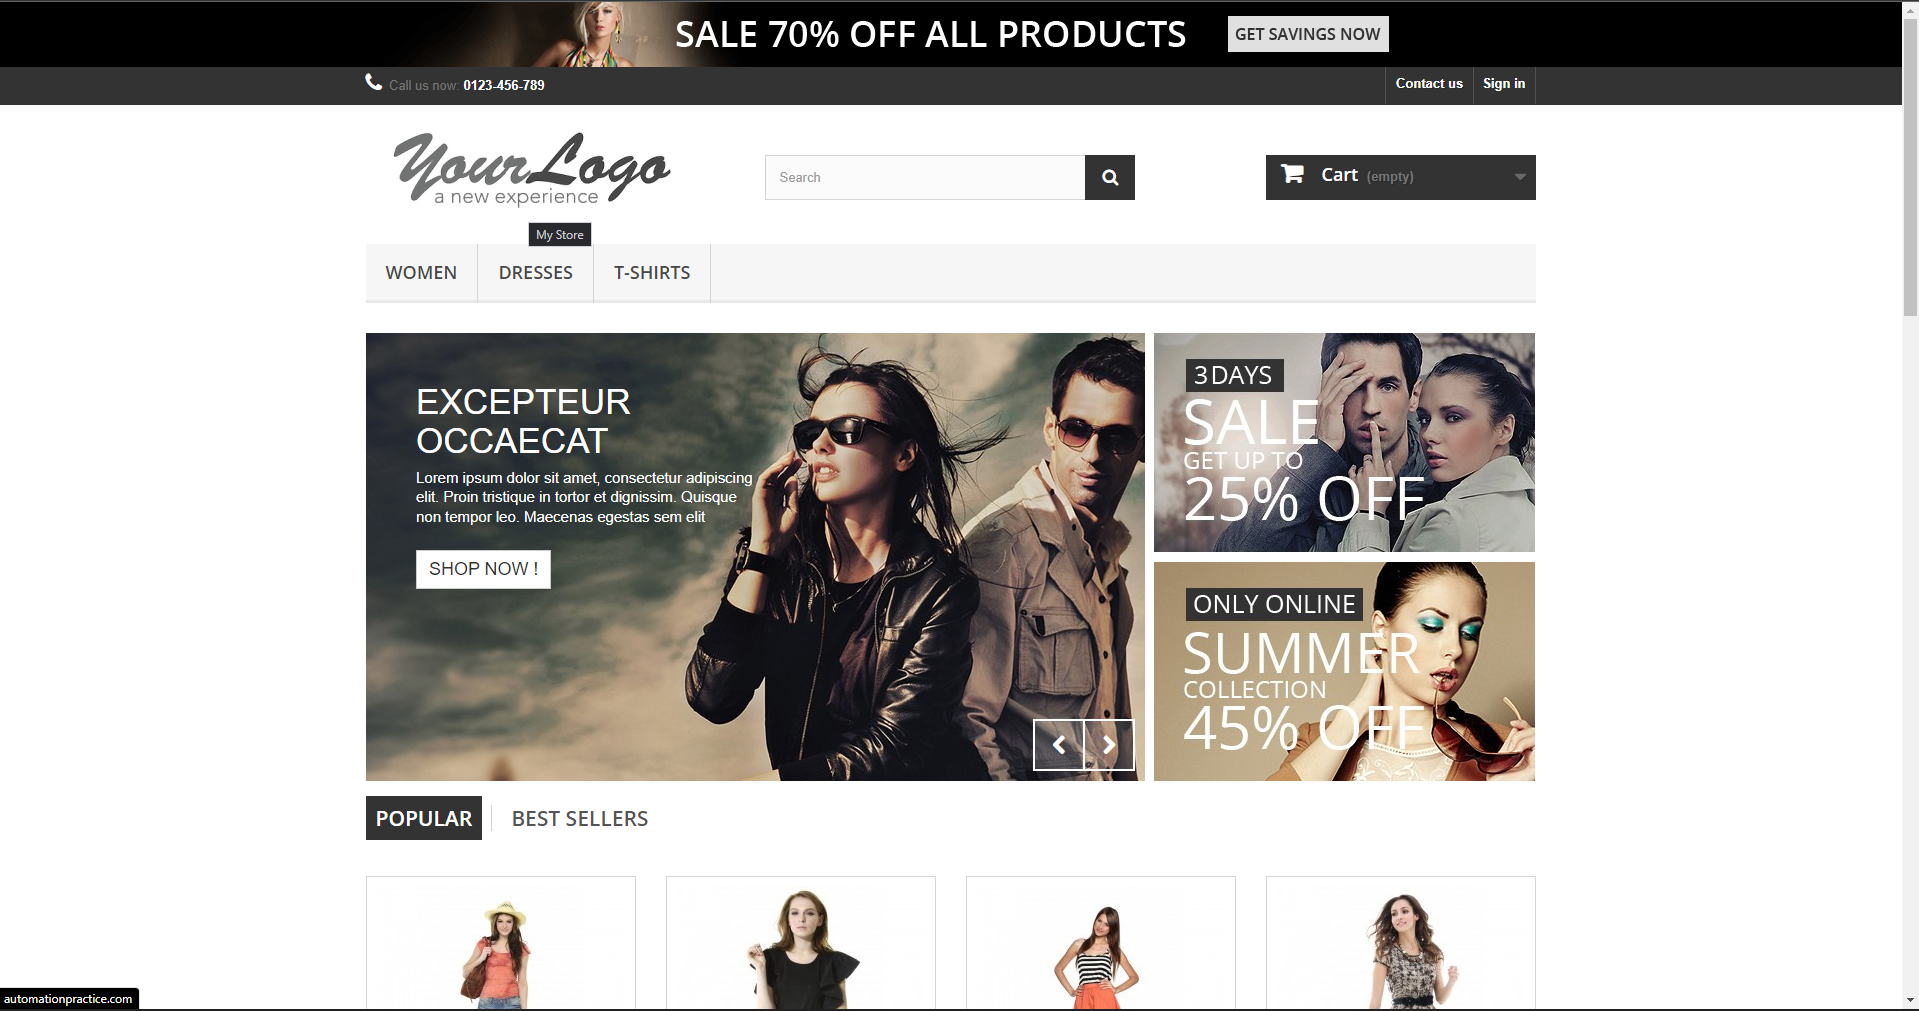 SALE 70% OFF ALL PRODUCTS
GET SAVINGS NOW
Call us now: 0123-456-789
Contact us
Sign in
Your Logo
a new experience
Search
Cart (empty)
My Store
WOMEN
DRESSES
T-SHIRTS
EXCEPTEUR
OCCAECAT
Lorem ipsum dolor sit amet, consectetur adipiscing
elit. Proin tristique in tortor et dignissim. Quisque
non tempor leo. Maecenas egestas sem elit
SHOP NOW !
3DAYS
SALE
GET UP TO
25% OFF
ONLY ONLINE
SUMMER
COLLECTION
45% OFF
POPULAR
BEST SELLERS
automationpractice.com